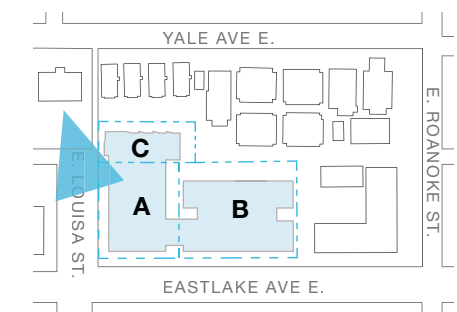 YALE AVE E.
E. ROANOKE ST.
C
E. LOUISA ST.
A
B
EASTLAKE AVE E.